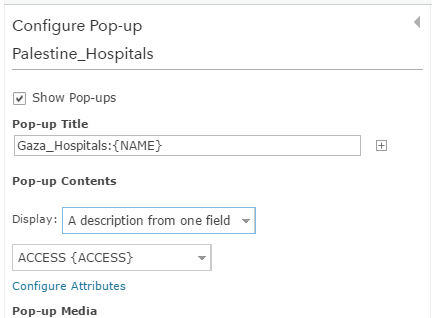 Configure Pop-up
Palestine_Hospitals
Show Pop-ups
Pop-up Title
Gaza_Hospitals:{NAME}
Pop-up Contents
Display: A description from one field
ACCESS {ACCESS}
Configure Attributes
Pop-up Media